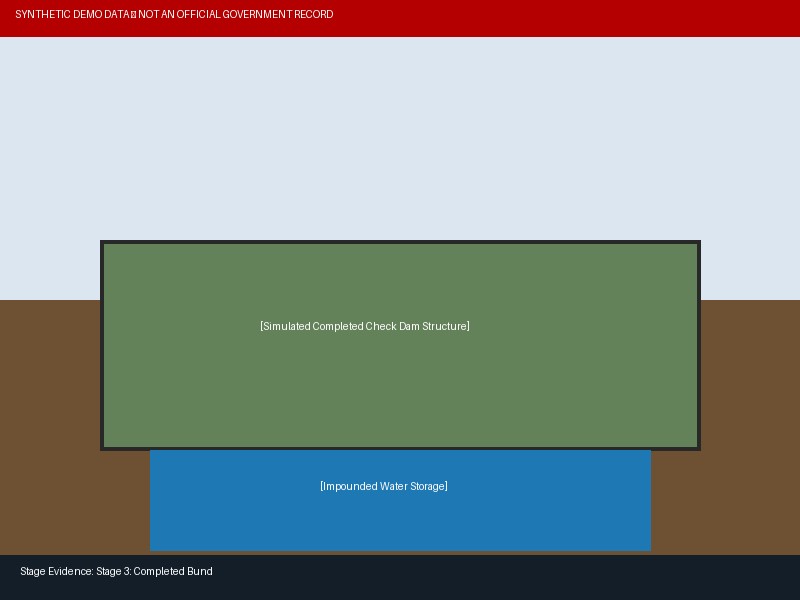 SYNTHETIC DEMO DATA▯NOT AN OFFICIAL GOVERNMENT RECORD
[Simulated Completed Check Dam Structure]
[Impounded Water Storage]
Stage Evidence: Stage 3: Completed Bund